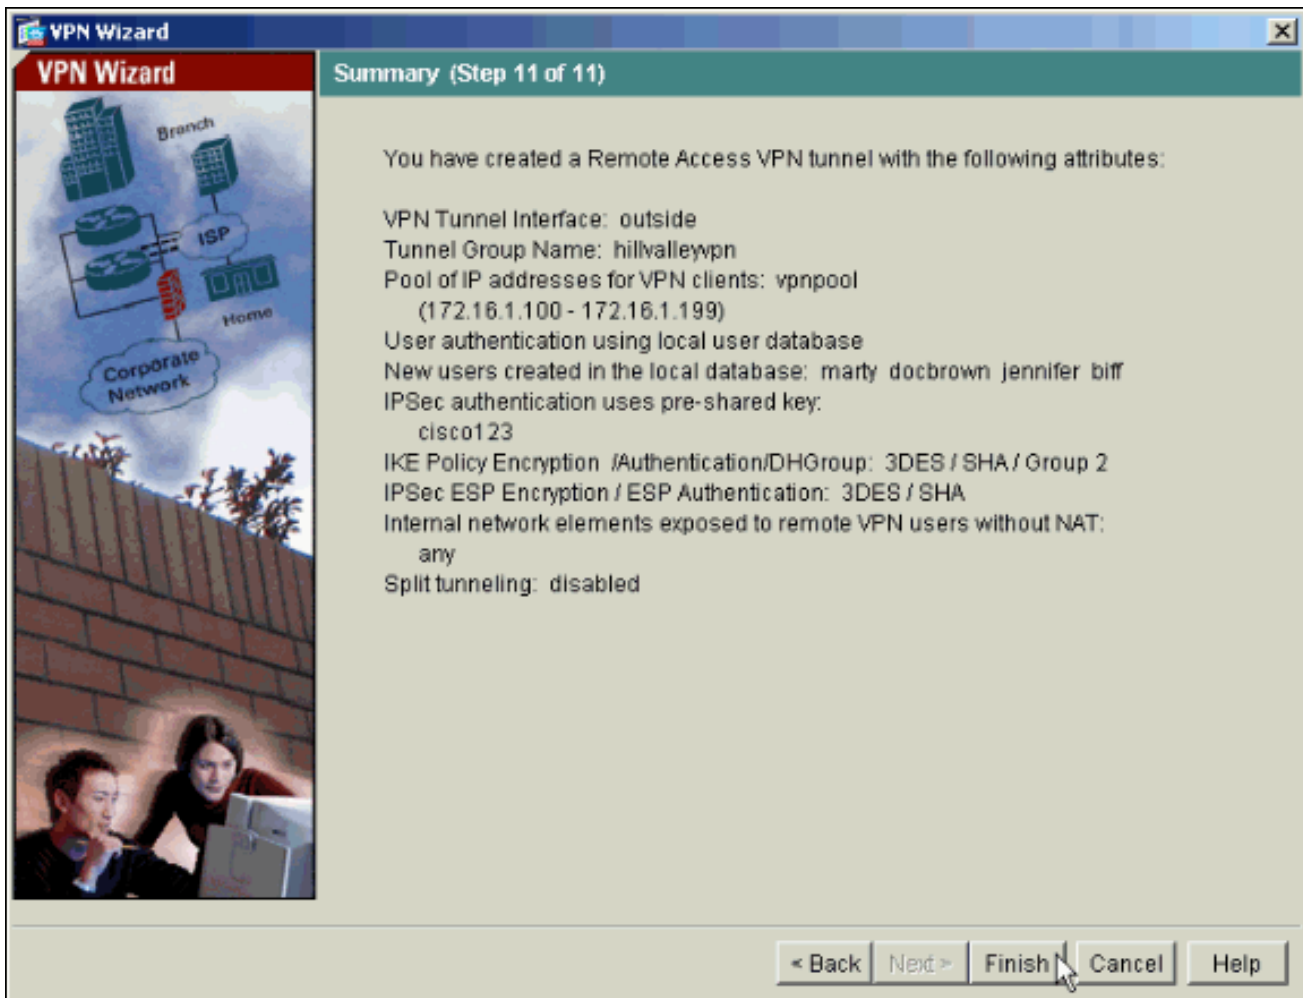 VPN Wizard
VPN Wizard
Branch
ISP
Home
Corporate
Network
Summary (Step 11 of 11)
You have created a Remote Access VPN tunnel with the following attributes:
VPN Tunnel Interface: outside
Tunnel Group Name: hillvalleyvpn
Pool of IP addresses for VPN clients: vpnpool
(172.16.1.100 - 172.16.1.199)
User authentication using local user database
New users created in the local database: marty docbrown jennifer biff
IPSec authentication uses pre-shared key:
cisco123
IKE Policy Encryption /Authentication/DHGroup: 3DES / SHA / Group 2
IPSec ESP Encryption / ESP Authentication: 3DES / SHA
Internal network elements exposed to remote VPN users without NAT:
any
Split tunneling: disabled
< Back Next > Finish Cancel Help